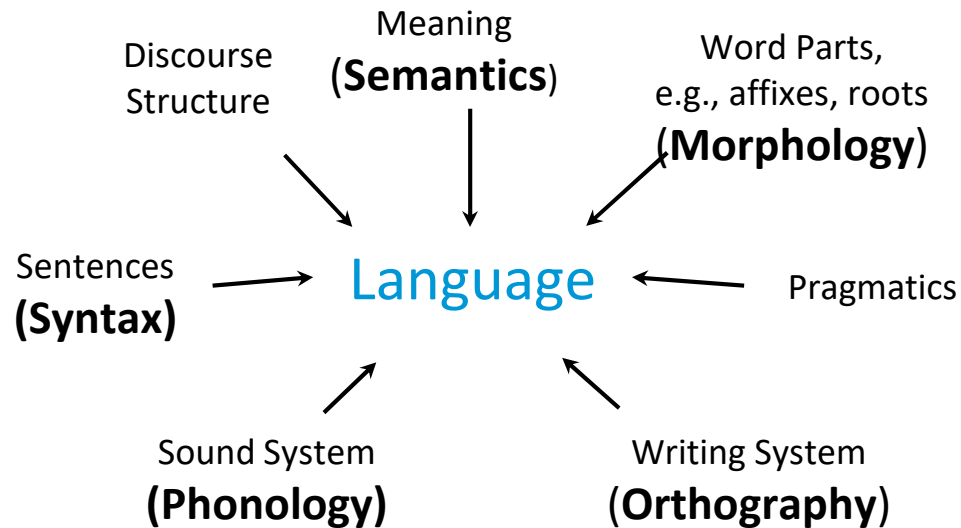 Discourse
Structure
Meaning
(Semantics)
Word Parts,
e.g., affixes, roots
(Morphology)
Sentences
(Syntax)
Language
Pragmatics
Sound System
(Phonology)
Writing System
(Orthography)